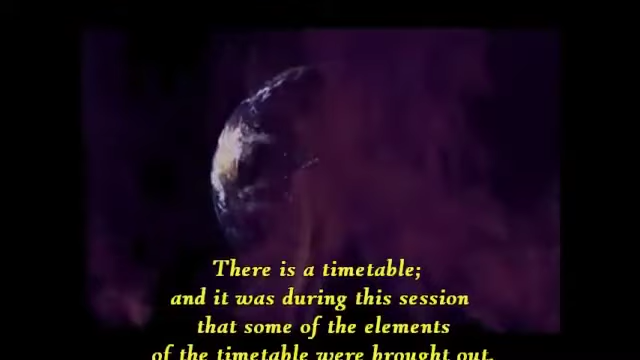 There is a timetable;
and it was during this session
that some of the elements
of the timetable were brought out.